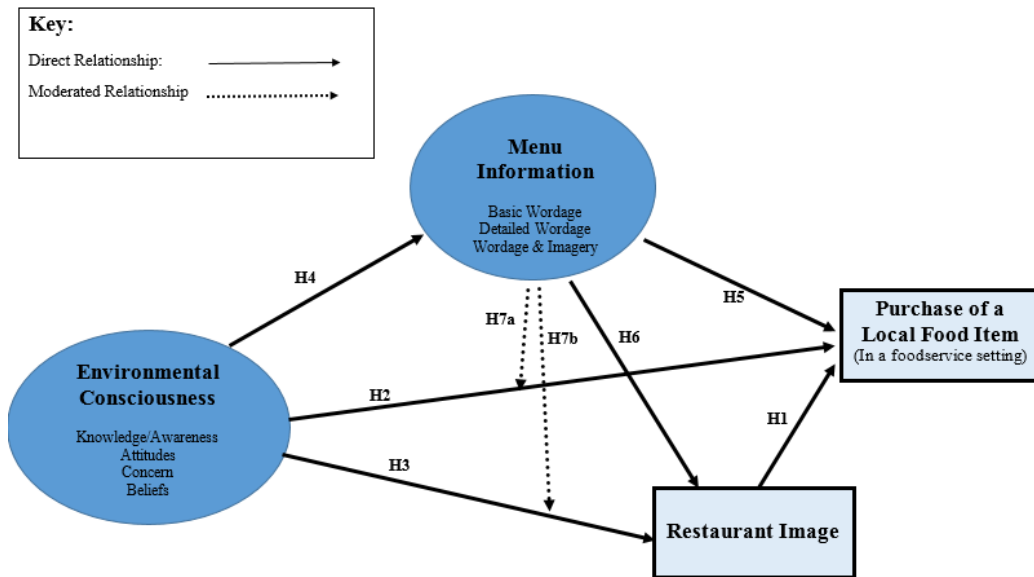 Key:
Direct Relationship:
Moderated Relationship
Menu
Information
Basic Wordage
Detailed Wordage
Wordage & Imagery
H4
H5
H7a
H7b
H6
Purchase of a
Local Food Item
(In a foodservice setting)
Environmental
Consciousness
Knowledge/Awareness
Attitudes
Concern
Beliefs
H2
H1
H3
Restaurant Image